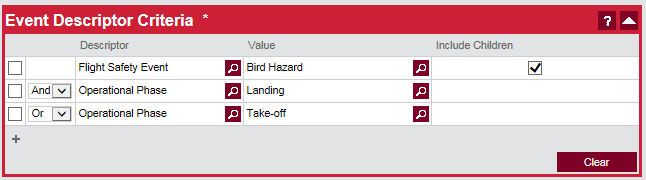 Event Descriptor Criteria * ?
Descriptor Value Include Children
Flight Safety Event Bird Hazard
And Operational Phase Landing
Or Operational Phase Take-off
+
Clear